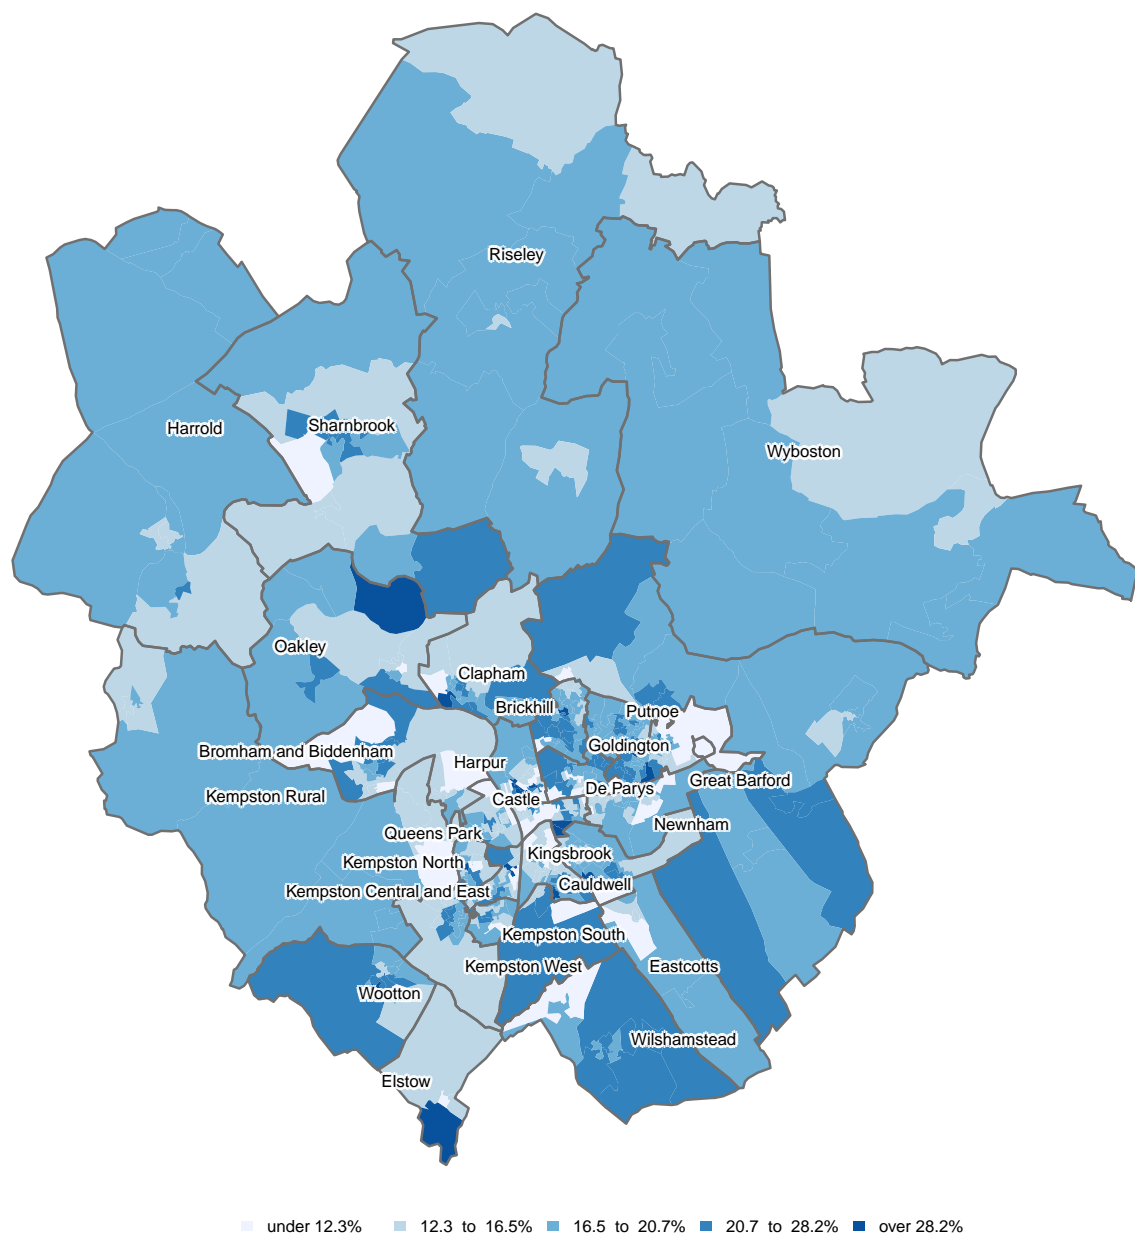 Riseley
Harrold
Sharnbrook
Wyboston
Oakley
Clapham
Brickhill
Putnoe
Bromham and Biddenham
Goldington
Harpur
Great Barford
Kempston Rural
De Parys
Castle
Newnham
Queens Park
Kingsbrook
Kempston North
Cauldwell
Kempston Central and East
Kempston South
Kempston West
Eastcotts
Wootton
Wilshamstead
Elstow
under 12.3%
12.3 to 16.5%
16.5 to 20.7%
20.7 to 28.2%
over 28.2%